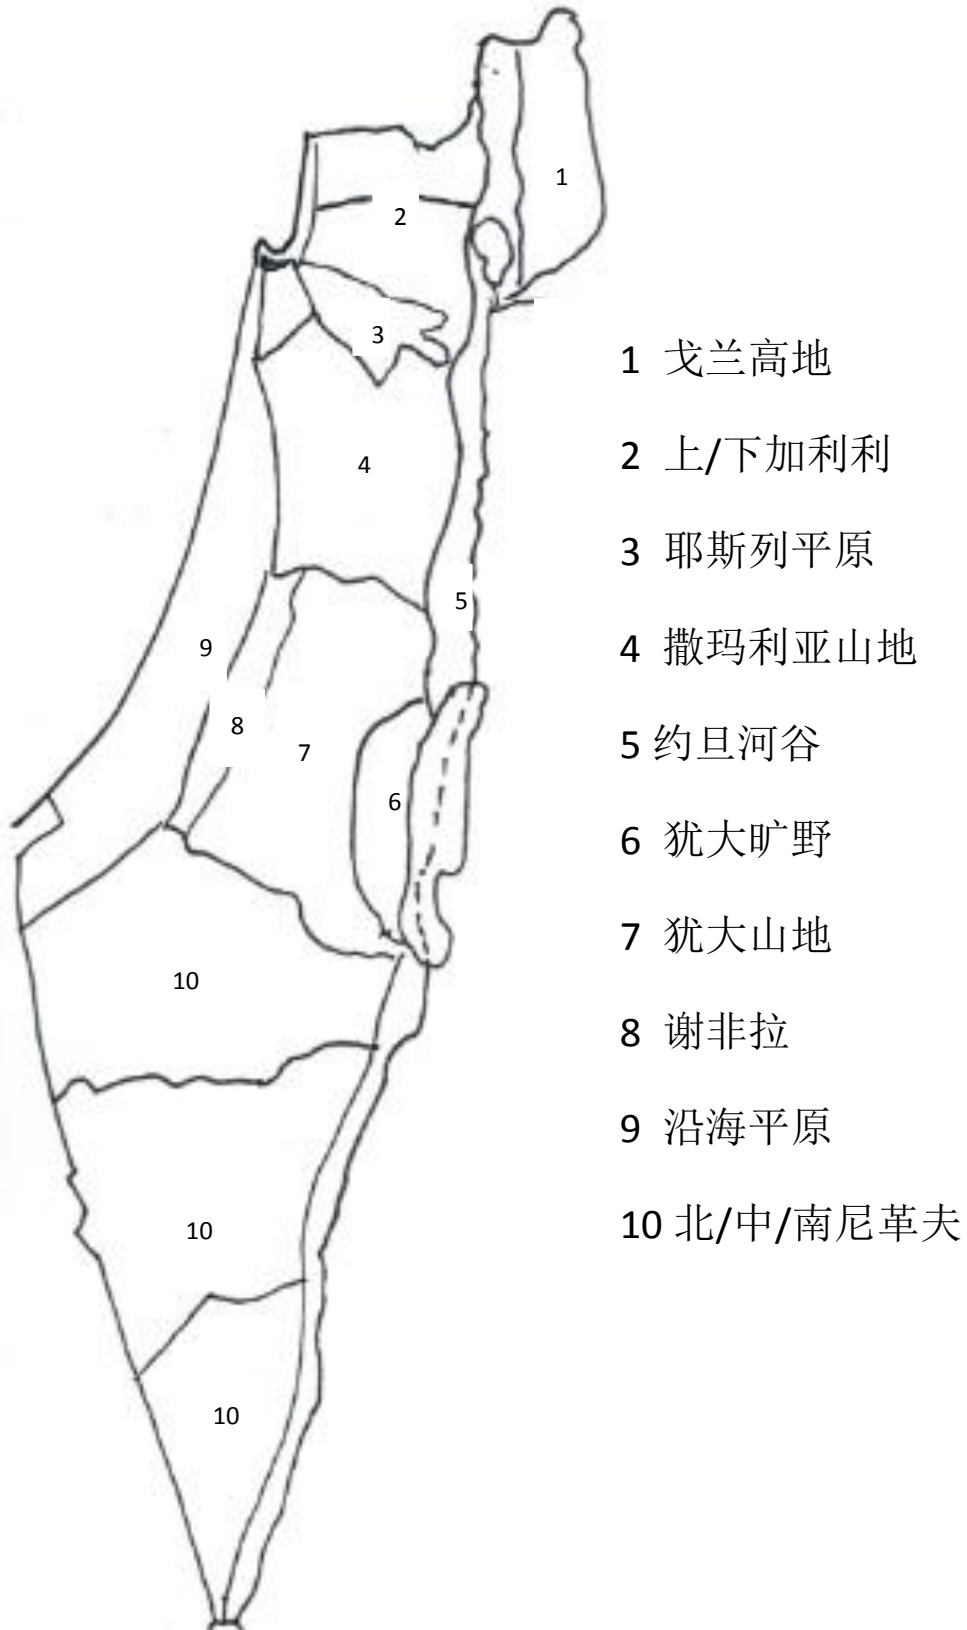 1
2
3
4
5
9
8
7
6
10
10
10
1 戈兰高地
2 上/下加利利
3 耶斯列平原
4 撒玛利亚山地
5 约旦河谷
6 犹大旷野
7 犹大山地
8 谢非拉
9 沿海平原
10 北/中/南尼革夫